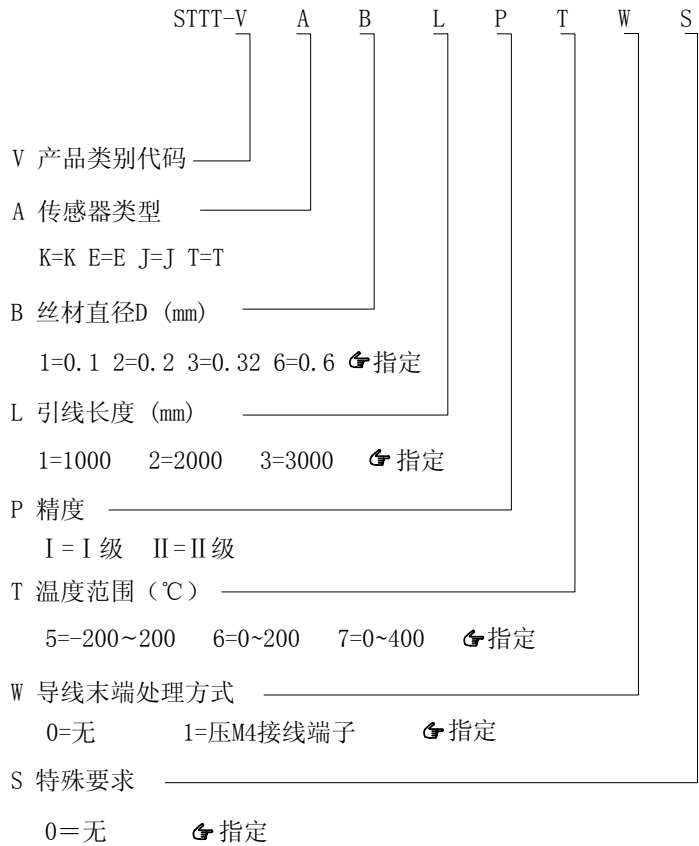 STTT-V A B L P T W S
V 产品类别代码
A 传感器类型
K=K E=E J=J T=T
B 丝材直径D (mm)
1=0.1 2=0.2 3=0.32 6=0.6 ☞指定
L 引线长度 (mm)
1=1000 2=2000 3=3000 ☞指定
P 精度
Ⅰ=Ⅰ级 Ⅱ=Ⅱ级
T 温度范围（℃）
5=-200~200 6=0~200 7=0~400 ☞指定
W 导线末端处理方式
0=无 1=压M4接线端子 ☞指定
S 特殊要求
0＝无 ☞指定